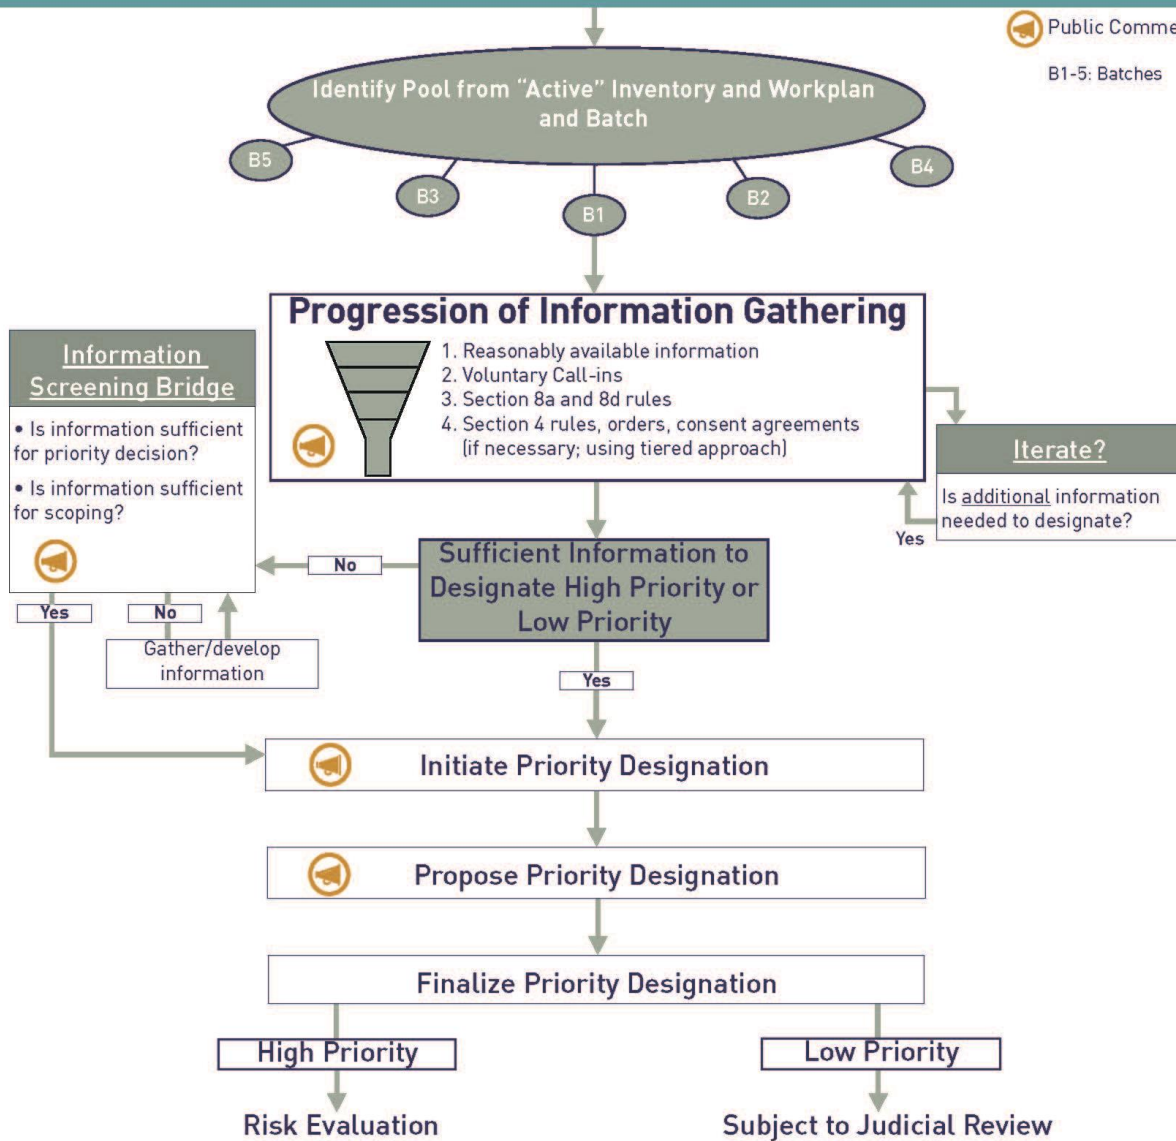 Public Comme
B1-5: Batches
Identify Pool from “Active” Inventory and Workplan
and Batch
B5
B3
B1
B2
B4
Progression of Information Gathering
1. Reasonably available information
2. Voluntary Call-ins
3. Section 8a and 8d rules
4. Section 4 rules, orders, consent agreements
(if necessary; using tiered approach)
Information
Screening Bridge
• Is information sufficient
for priority decision?
• Is information sufficient
for scoping?
Iterate?
Is additional information
needed to designate?
Yes
Sufficient Information to
Designate High Priority or
Low Priority
No
Yes
No
Gather/develop
information
Yes
Initiate Priority Designation
Propose Priority Designation
Finalize Priority Designation
High Priority
Low Priority
Risk Evaluation
Subject to Judicial Review